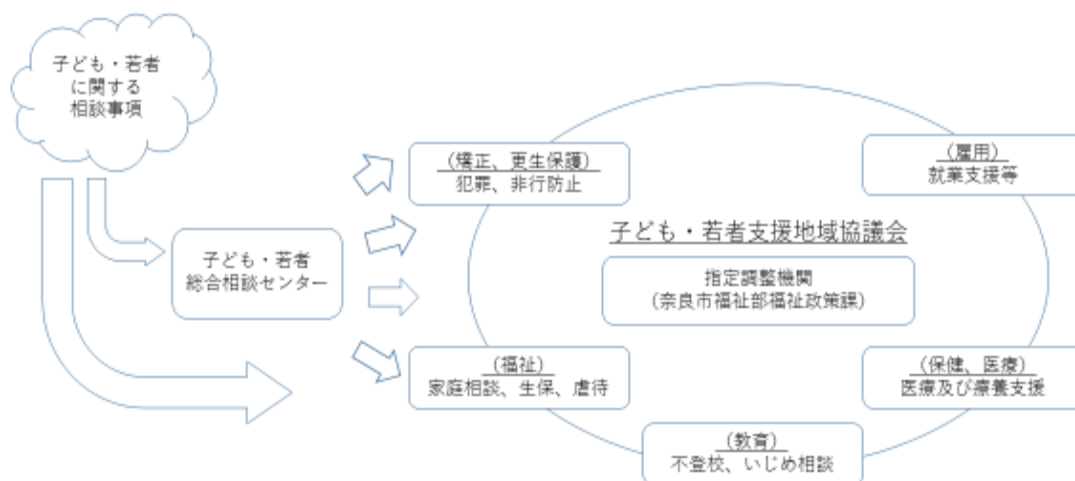 子ども・若者
に関する
相談事項
子ども・若者
総合相談センター
(矯正、更生保護)
犯罪、非行防止
(雇用)
就業支援等
子ども・若者支援地域協議会
指定調整機関
(奈良市福祉部福祉政策課)
(福祉)
家庭相談、生保、虐待
(保健、医療)
医療及び療養支援
(教育)
不登校、いじめ相談